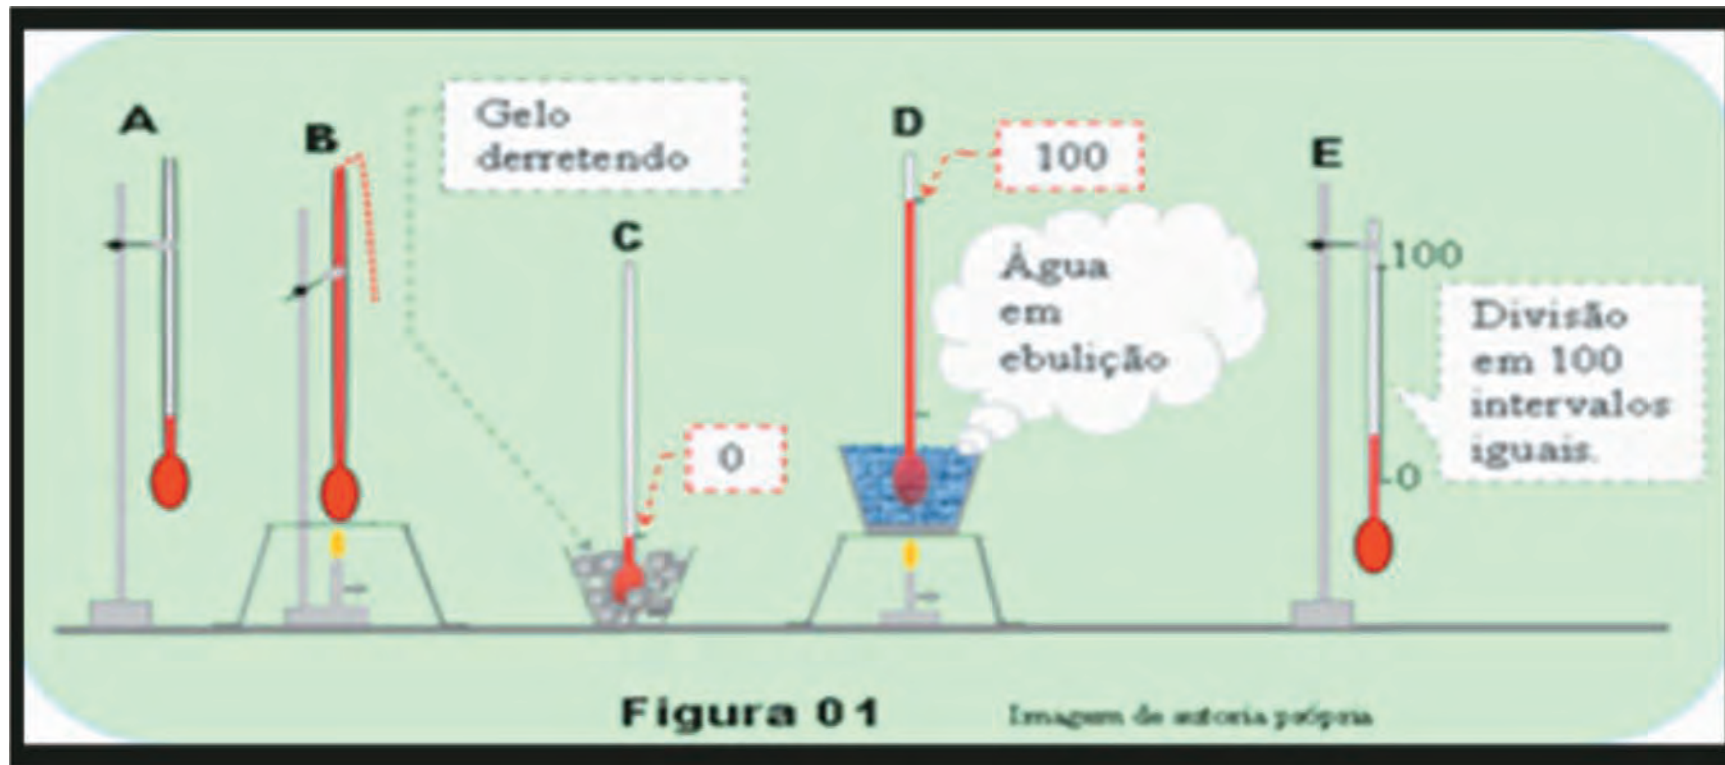 A
B
Gelo
derretendo
C
0
D
100
Água
em
ebulição
E
100
0
Divisão
em 100
intervalos
iguais.
Figura 01
Imagem de autoria própria